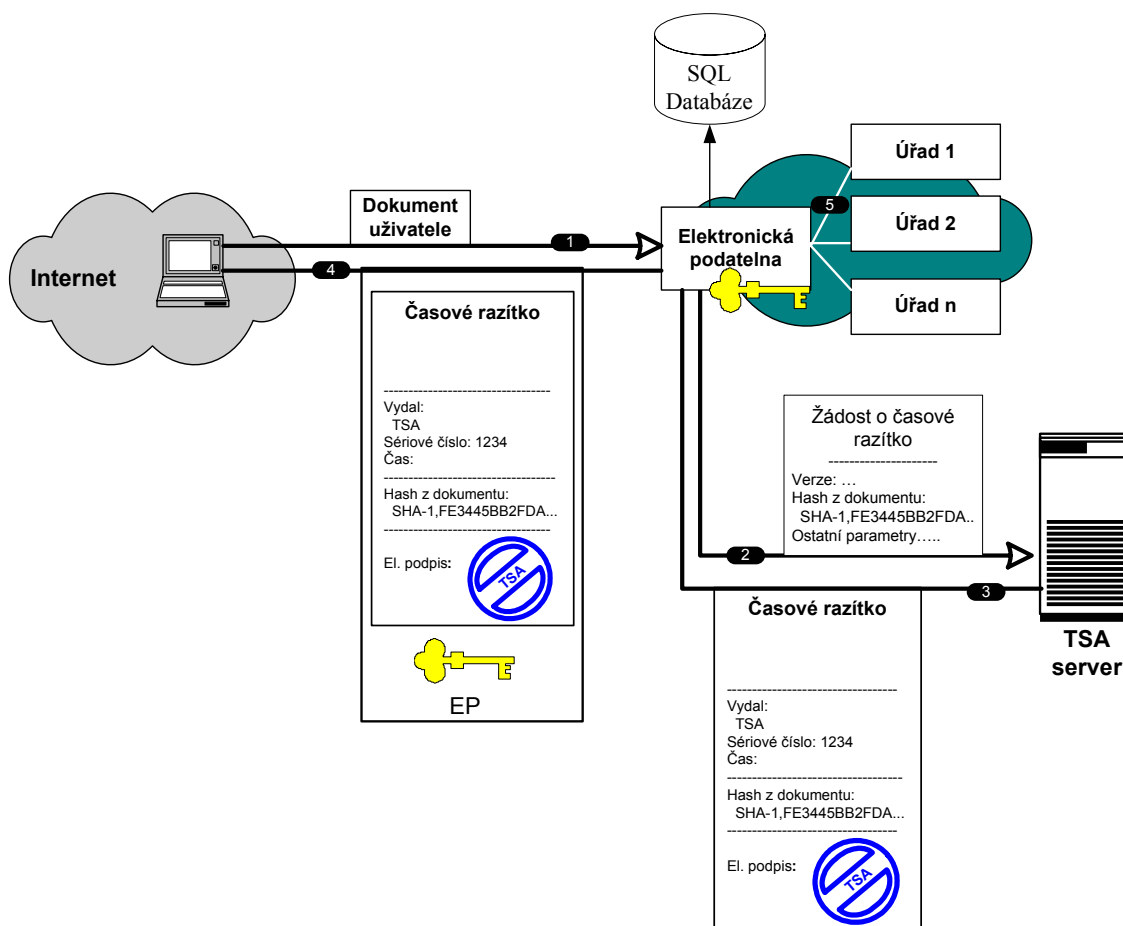 SQL
Databáze
Úřad 1
Dokument
uživatele
5
1
Elektronická
podatelna
Úřad 2
Internet
4
Úřad n
Časové razítko
----------------------------------
Vydal:
TSA
Sériové číslo: 1234
Čas:
-----------------------------------
Hash z dokumentu:
SHA-1,FE3445BB2FDA...
----------------------------------
El. podpis:
TSA
EP
Žádost o časové
razítko
----------------------
Verze: …
Hash z dokumentu:
SHA-1,FE3445BB2FDA..
Ostatní parametry…..
2
3
TSA
server
Časové razítko
----------------------------------
Vydal:
TSA
Sériové číslo: 1234
Čas:
-----------------------------------
Hash z dokumentu:
SHA-1,FE3445BB2FDA...
----------------------------------
El. podpis:
TSA